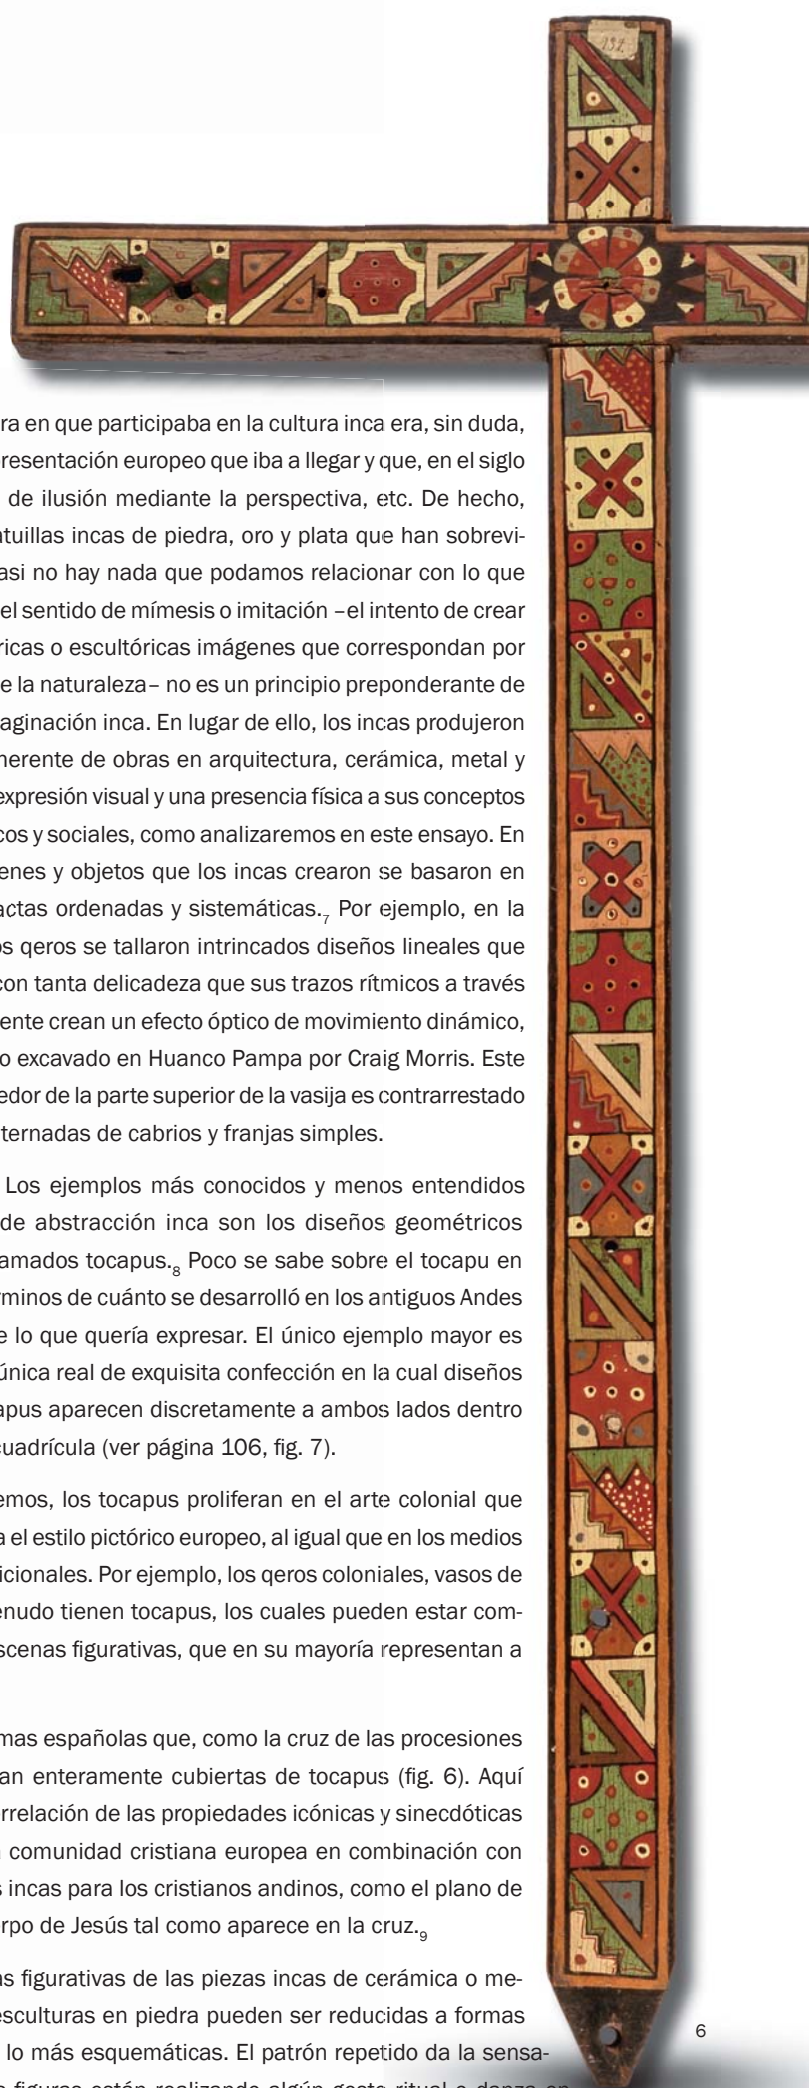 132
ra en que participaba en la cultura inca era, sin duda,
presentación europeo que iba a llegar y que, en el siglo
de ilusión mediante la perspectiva, etc. De hecho,
atuillas incas de piedra, oro y plata que han sobrevi-
asi no hay nada que podamos relacionar con lo que
el sentido de mímesis o imitación –el intento de crear
ricas o escultóricas imágenes que correspondan por
e la naturaleza– no es un principio preponderante de
aginación inca. En lugar de ello, los incas produjeron
herente de obras en arquitectura, cerámica, metal y
expresión visual y una presencia física a sus conceptos
cos y sociales, como analizaremos en este ensayo. En
enes y objetos que los incas crearon se basaron en
actas ordenadas y sistemáticas.7 Por ejemplo, en la
os qeros se tallaron intrincados diseños lineales que
con tanta delicadeza que sus trazos rítmicos a través
ente crean un efecto óptico de movimiento dinámico,
o excavado en Huanco Pampa por Craig Morris. Este
edor de la parte superior de la vasija es contrarrestado
ternadas de cabrios y franjas simples.
Los ejemplos más conocidos y menos entendidos
de abstracción inca son los diseños geométricos
amados tocapus.8 Poco se sabe sobre el tocapu en
rminos de cuánto se desarrolló en los antiguos Andes
e lo que quería expresar. El único ejemplo mayor es
única real de exquisita confección en la cual diseños
apus aparecen discretamente a ambos lados dentro
cuadrícula (ver página 106, fig. 7).
emos, los tocapus proliferan en el arte colonial que
a el estilo pictórico europeo, al igual que en los medios
icionales. Por ejemplo, los qeros coloniales, vasos de
enudo tienen tocapus, los cuales pueden estar com-
scenas figurativas, que en su mayoría representan a
mas españolas que, como la cruz de las procesiones
an enteramente cubiertas de tocapus (fig. 6). Aquí
rrelación de las propiedades icónicas y sinecdóticas
a comunidad cristiana europea en combinación con
s incas para los cristianos andinos, como el plano de
erpo de Jesús tal como aparece en la cruz.9
as figurativas de las piezas incas de cerámica o me-
esculturas en piedra pueden ser reducidas a formas
lo más esquemáticas. El patrón repetido da la sensa-
figuras están realizando algún gesto ritual o danza en
6